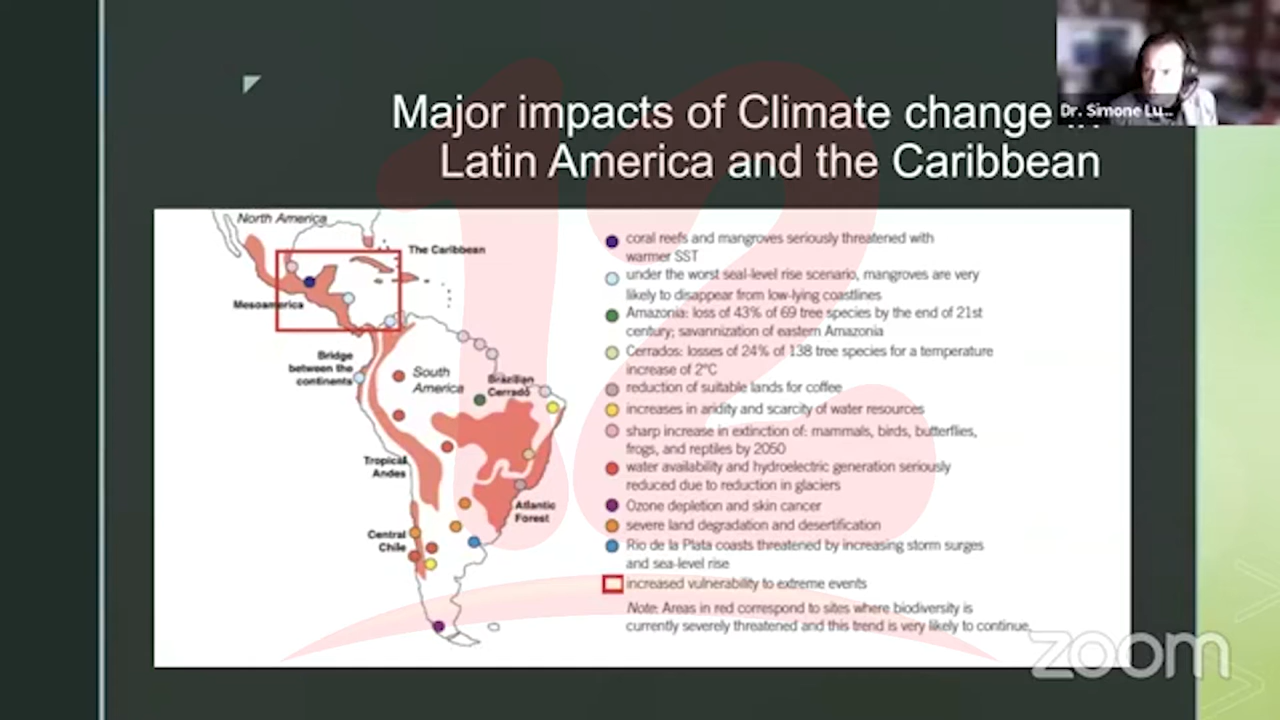 Major impacts of Climate change in
Latin America and the Caribbean
Dr. Simone Lu...
North America
The Caribbean
Mesoamerica
Bridge
between the
continents
South
America
Brazilian
Cerrado
Tropical
Andes
Atlantic
Forest
Central
Chile
coral reefs and mangroves seriously threatened with
warmer SST
under the worst seal-level rise scenario, mangroves are very
likely to disappear from low-lying coastlines
Amazonia: loss of 43% of 69 tree species by the end of 21st
century; savannization of eastern Amazonia
Cerrados: losses of 24% of 138 tree species for a temperature
increase of 2°C
reduction of suitable lands for coffee
increases in aridity and scarcity of water resources
sharp increase in extinction of: mammals, birds, butterflies,
frogs, and reptiles by 2050
water availability and hydroelectric generation seriously
reduced due to reduction in glaciers
Ozone depletion and skin cancer
severe land degradation and desertification
Rio de la Plata coasts threatened by increasing storm surges
and sea-level rise
increased vulnerability to extreme events
Note: Areas in red correspond to sites where biodiversity is
currently severely threatened and this trend is very likely to continue.
12
zoom